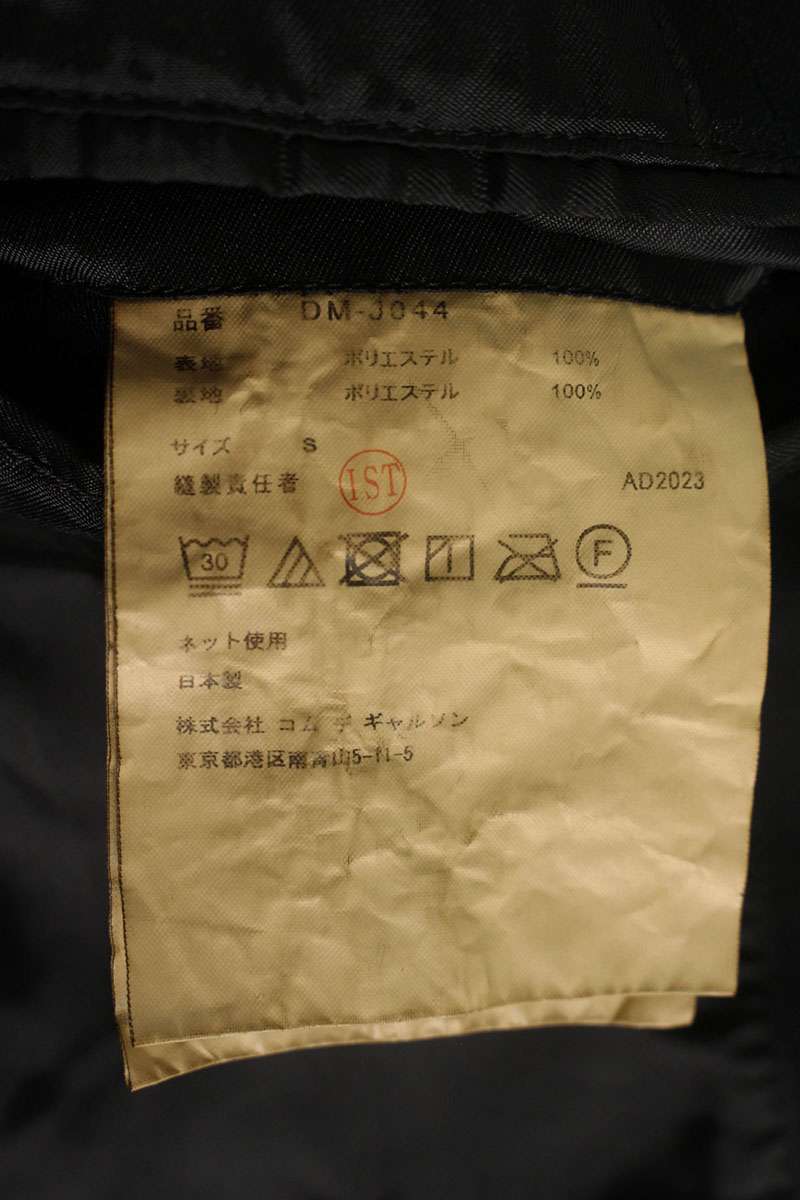 品番 DM-J044
表地 ポリエステル 100%
裏地 ポリエステル 100%
サイズ S
縫製責任者 I.ST AD2023
30 F
ネット使用
日本製
株式会社 コム デ ギャルソン
東京都港区南青山5-11-5